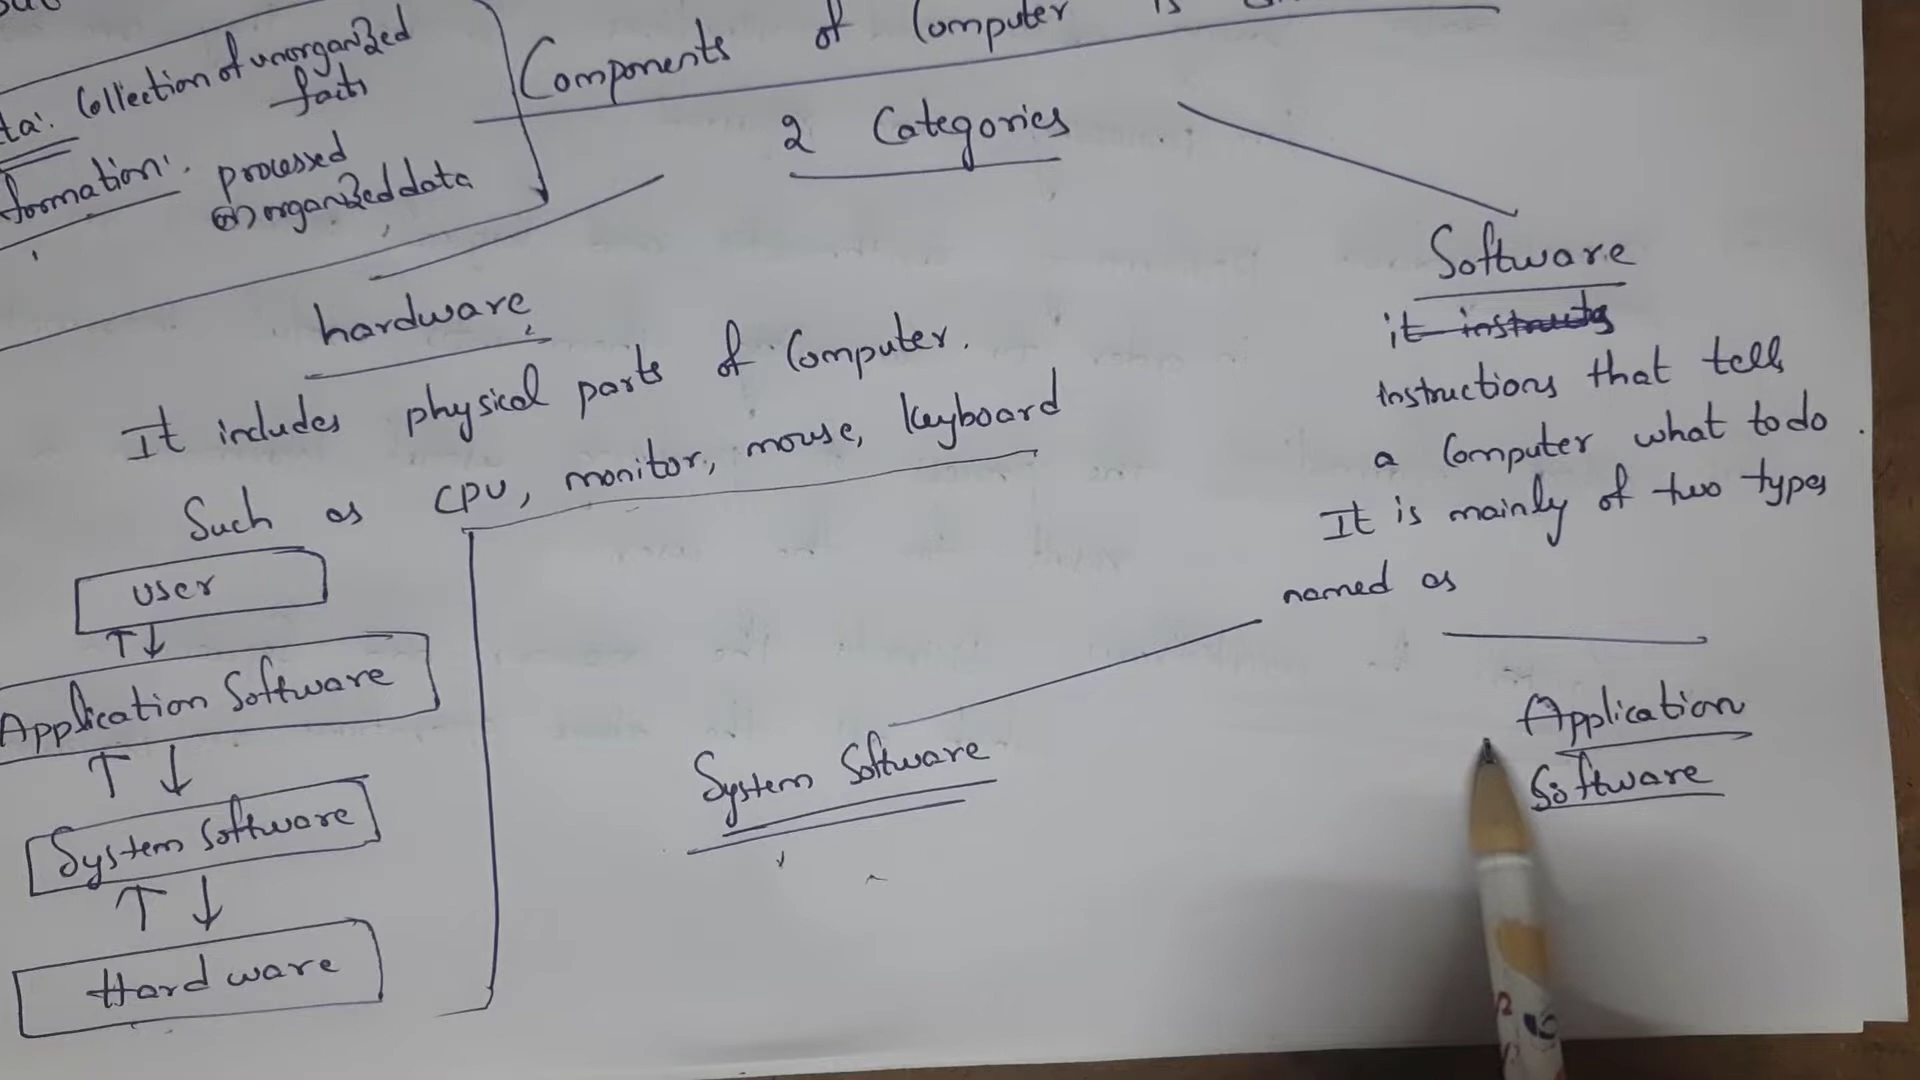 ta: Collection of unorganized
facts
formation: processed
(or) organized data
Components of Computer is
2 Categories
hardware
It includes physical parts of Computer.
Such as CPU, monitor, mouse, keyboard
Software
it instructs
instructions that tell
a Computer what to do.
It is mainly of two types
named as
System Software
Application
Software
user
Application Software
System Software
Hardware